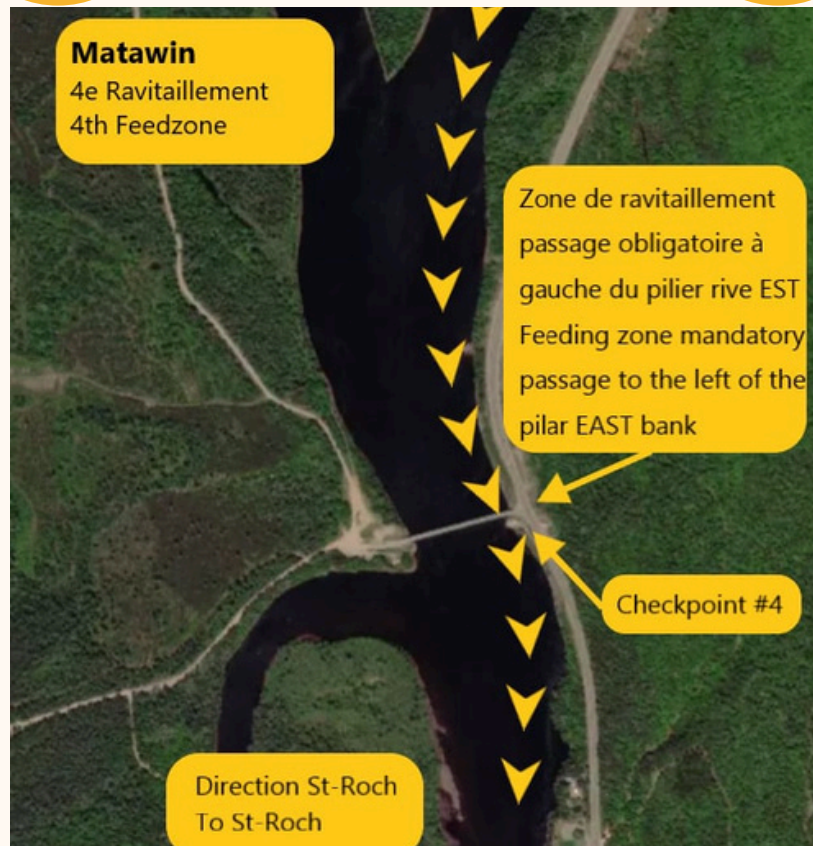 Matawin
4e Ravitaillement
4th Feedzone
Zone de ravitaillement
passage obligatoire à
gauche du pilier rive EST
Feeding zone mandatory
passage to the left of the
pilar EAST bank
Checkpoint #4
Direction St-Roch
To St-Roch